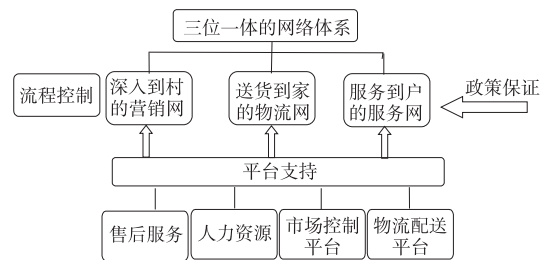 三位一体的网络体系
流程控制
深入到村
的营销网
送货到家
的物流网
服务到户
的服务网
政策保证
平台支持
售后服务
人力资源
市场控制
平台
物流配送
平台